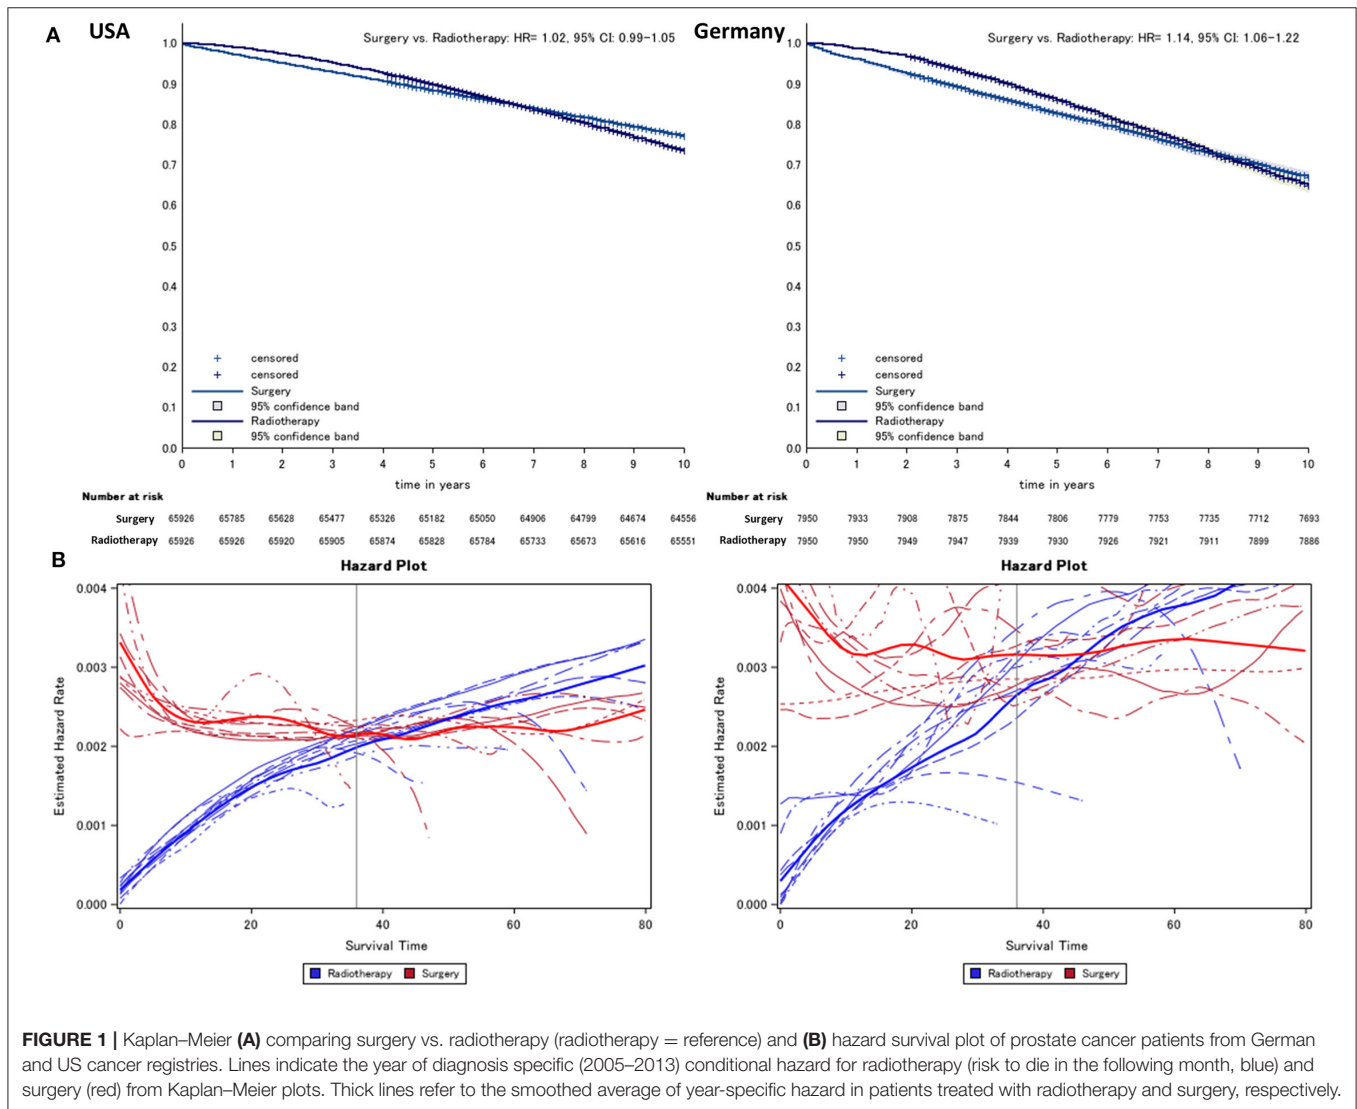 A USA
Surgery vs. Radiotherapy: HR= 1.02, 95% CI: 0.99-1.05
1.0
0.9
0.8
0.7
0.6
0.5
0.4
0.3
0.2
0.1
0.0
censored
censored
Surgery
95% confidence band
Radiotherapy
95% confidence band
0 1 2 3 4 5 6 7 8 9 10
time in years
Number at risk
Surgery 65926 65785 65628 65477 65326 65182 65050 64906 64799 64674 64556
Radiotherapy 65926 65926 65920 65905 65874 65828 65784 65733 65673 65616 65551
Germany
Surgery vs. Radiotherapy: HR= 1.14, 95% CI: 1.06-1.22
1.0
0.9
0.8
0.7
0.6
0.5
0.4
0.3
0.2
0.1
0.0
censored
censored
Surgery
95% confidence band
Radiotherapy
95% confidence band
0 1 2 3 4 5 6 7 8 9 10
time in years
Number at risk
Surgery 7950 7933 7908 7875 7844 7806 7779 7753 7735 7712 7693
Radiotherapy 7950 7950 7949 7947 7939 7930 7926 7921 7911 7899 7886
B
Hazard Plot
Estimated Hazard Rate
0.004
0.003
0.002
0.001
0.000
0 20 40 60 80
Survival Time
Radiotherapy Surgery
Hazard Plot
Estimated Hazard Rate
0.004
0.003
0.002
0.001
0.000
0 20 40 60 80
Survival Time
Radiotherapy Surgery
FIGURE 1 | Kaplan–Meier (A) comparing surgery vs. radiotherapy (radiotherapy = reference) and (B) hazard survival plot of prostate cancer patients from German
and US cancer registries. Lines indicate the year of diagnosis specific (2005–2013) conditional hazard for radiotherapy (risk to die in the following month, blue) and
surgery (red) from Kaplan–Meier plots. Thick lines refer to the smoothed average of year-specific hazard in patients treated with radiotherapy and surgery, respectively.